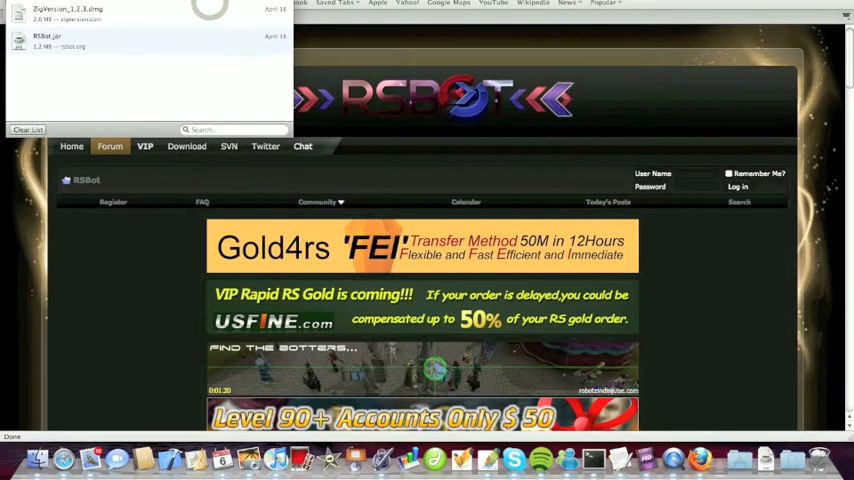 book Saved Tabs Apple Yahoo! Google Maps YouTube Wikipedia News Popular
ZigVersion_1.2.3.dmg April 18
2.6 MB — zigversion.com
RSBot.jar April 18
1.2 MB — rsbot.org
Clear List Search...
RSBOT
Home Forum VIP Download SVN Twitter Chat
RSBot
User Name Remember Me?
Password Log in
Register FAQ Community Calendar Today's Posts Search
Gold4rs 'FEI' Transfer Method 50M in 12Hours
Flexible and Fast Efficient and Immediate
VIP Rapid RS Gold is coming!!! If your order is delayed,you could be
USFINE.com compensated up to 50% of your RS gold order.
FIND THE BOTTERS...
0:01.20
Level 90+ Accounts Only $ 50
Done
6
HD